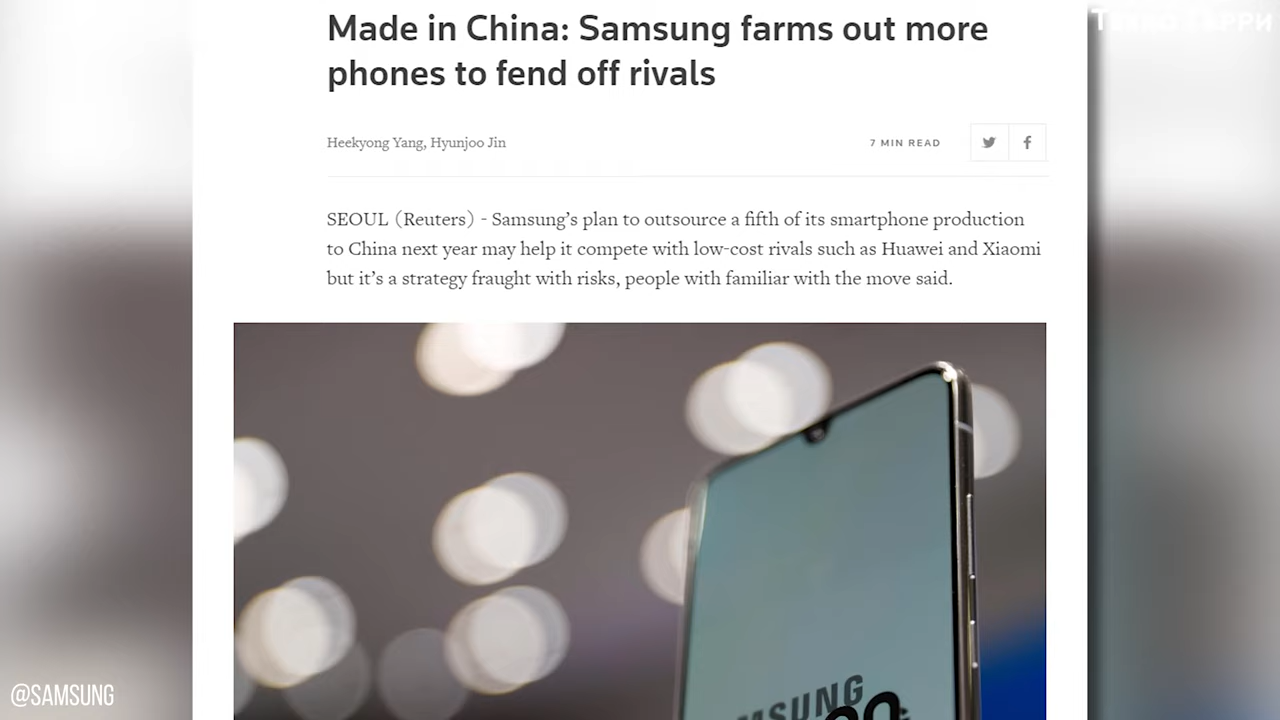 Made in China: Samsung farms out more
phones to fend off rivals
Heekyong Yang, Hyunjoo Jin
7 MIN READ
SEOUL (Reuters) - Samsung’s plan to outsource a fifth of its smartphone production
to China next year may help it compete with low-cost rivals such as Huawei and Xiaomi
but it’s a strategy fraught with risks, people with familiar with the move said.
@SAMSUNG